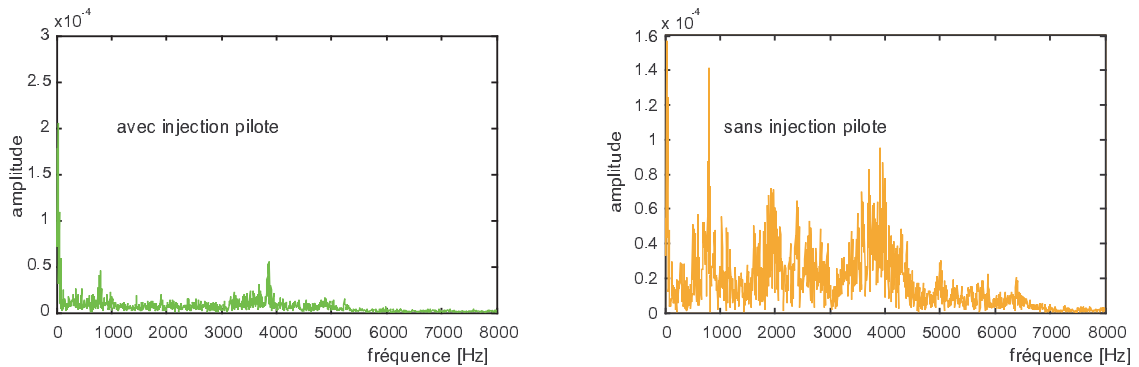 x10-4
3
2.5
2
1.5
1
0.5
0
amplitude
avec injection pilote
0 1000 2000 3000 4000 5000 6000 7000 8000
fréquence [Hz]
x 10-4
1.6
1.4
1.2
1
0.8
0.6
0.4
0.2
0
amplitude
sans injection pilote
0 1000 2000 3000 4000 5000 6000 7000 8000
fréquence [Hz]